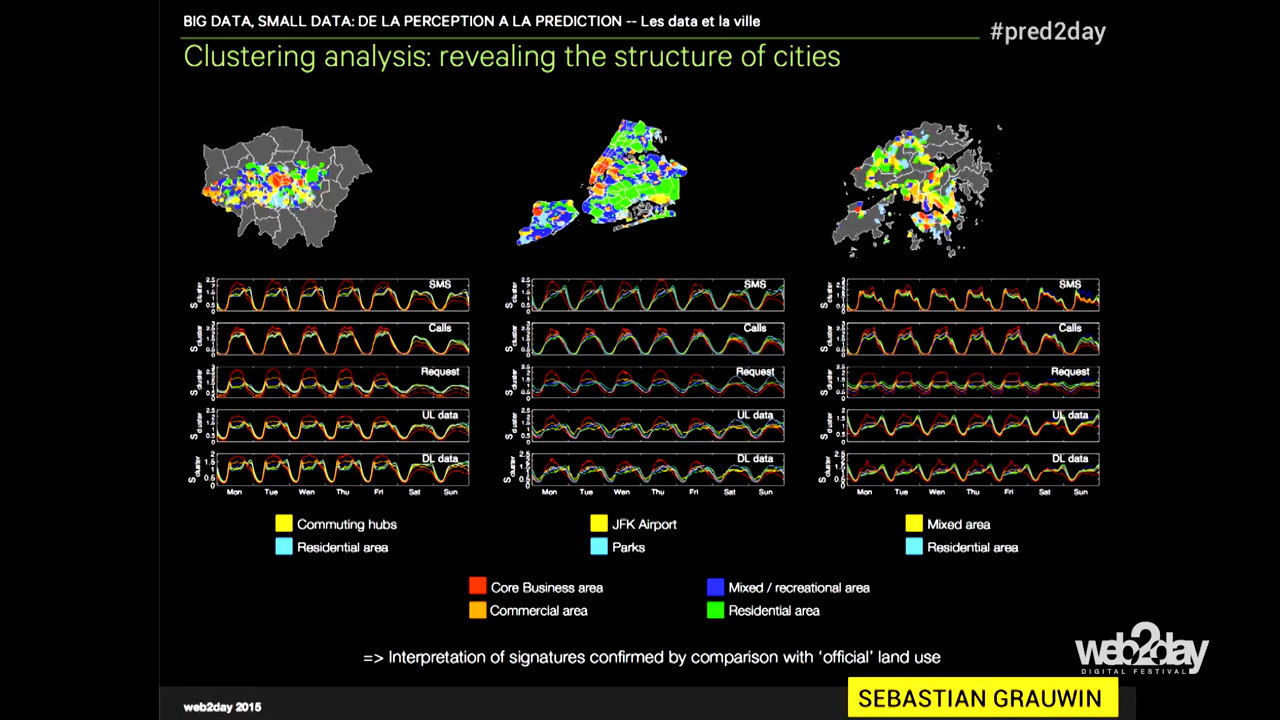 BIG DATA, SMALL DATA: DE LA PERCEPTION A LA PREDICTION -- Les data et la ville
#pred2day
Clustering analysis: revealing the structure of cities
SMS SMS SMS
Calls Calls Calls
Request Request Request
UL data UL data UL data
DL data DL data DL data
Mon Tue Wen Thu Fri Sat Sun Mon Tue Wen Thu Fri Sat Sun Mon Tue Wen Thu Fri Sat Sun
Commuting hubs JFK Airport Mixed area
Residential area Parks Residential area
Core Business area Mixed / recreational area
Commercial area Residential area
=> Interpretation of signatures confirmed by comparison with ‘official’ land use
web2day
DIGITAL FESTIVAL
SEBASTIAN GRAUWIN
web2day 2015